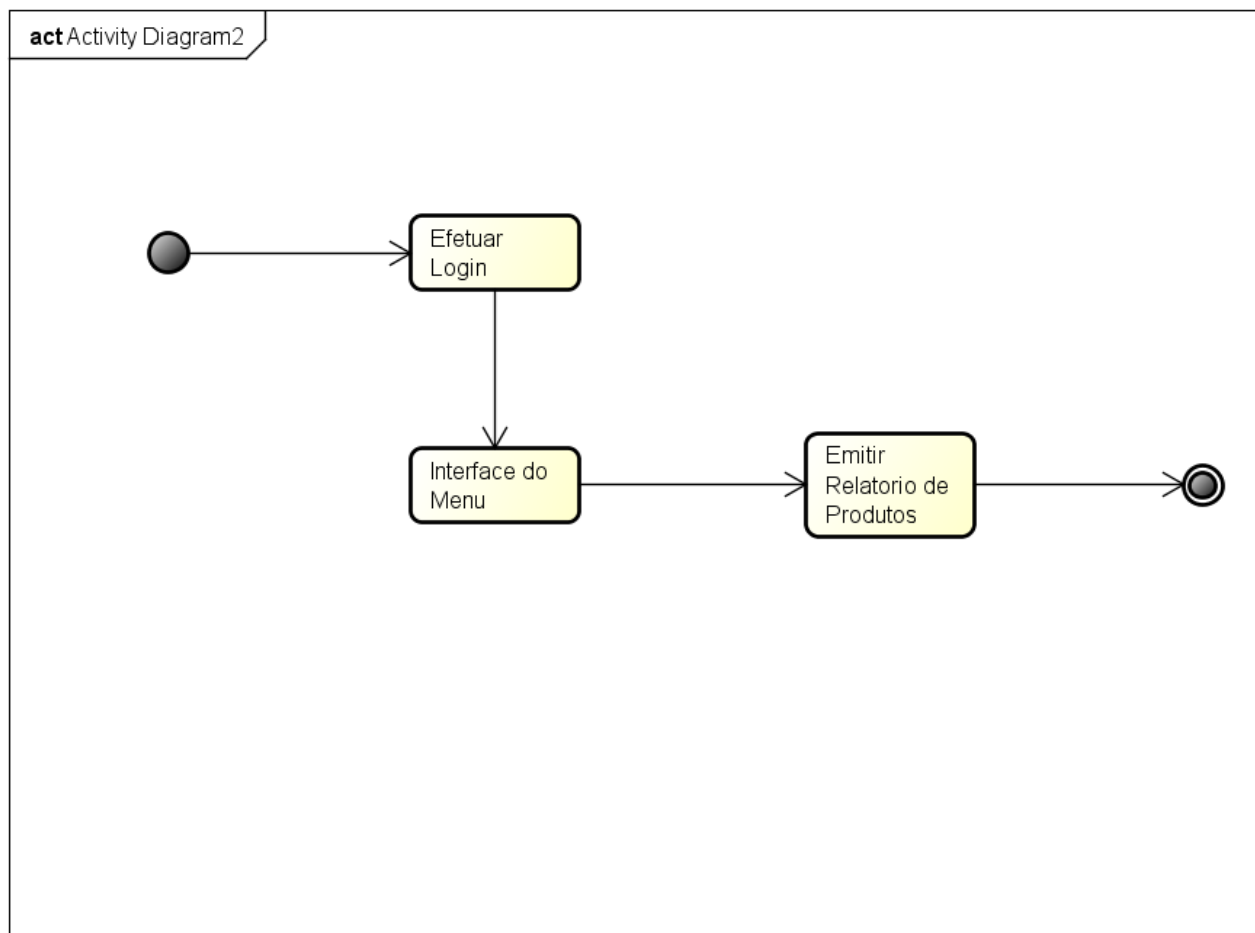 act Activity Diagram2
Efetuar
Login
Interface do
Menu
Emitir
Relatorio de
Produtos